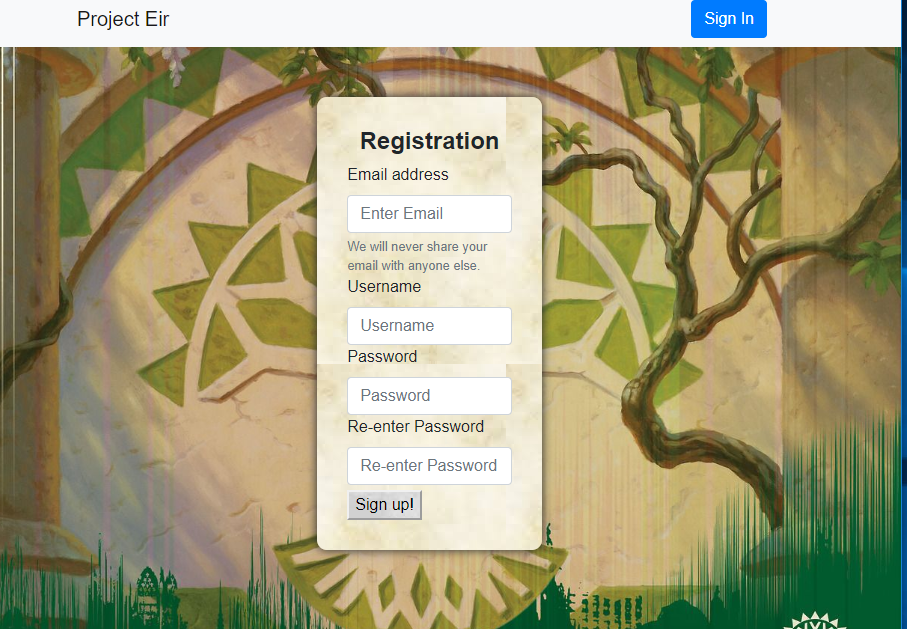 Project Eir
Sign In
Registration
Email address
Enter Email
We will never share your
email with anyone else.
Username
Username
Password
Password
Re-enter Password
Re-enter Password
Sign up!